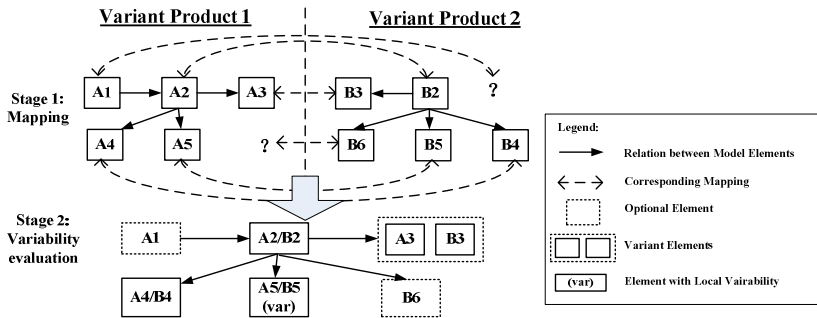 Variant Product 1
Variant Product 2
Stage 1:
Mapping
A1
A2
A3
B3
B2
?
A4
A5
?
B6
B5
B4
Stage 2:
Variability
evaluation
A1
A2/B2
A3
B3
A4/B4
A5/B5
(var)
B6
Legend:
Relation between Model Elements
Corresponding Mapping
Optional Element
Variant Elements
(var)
Element with Local Vairability